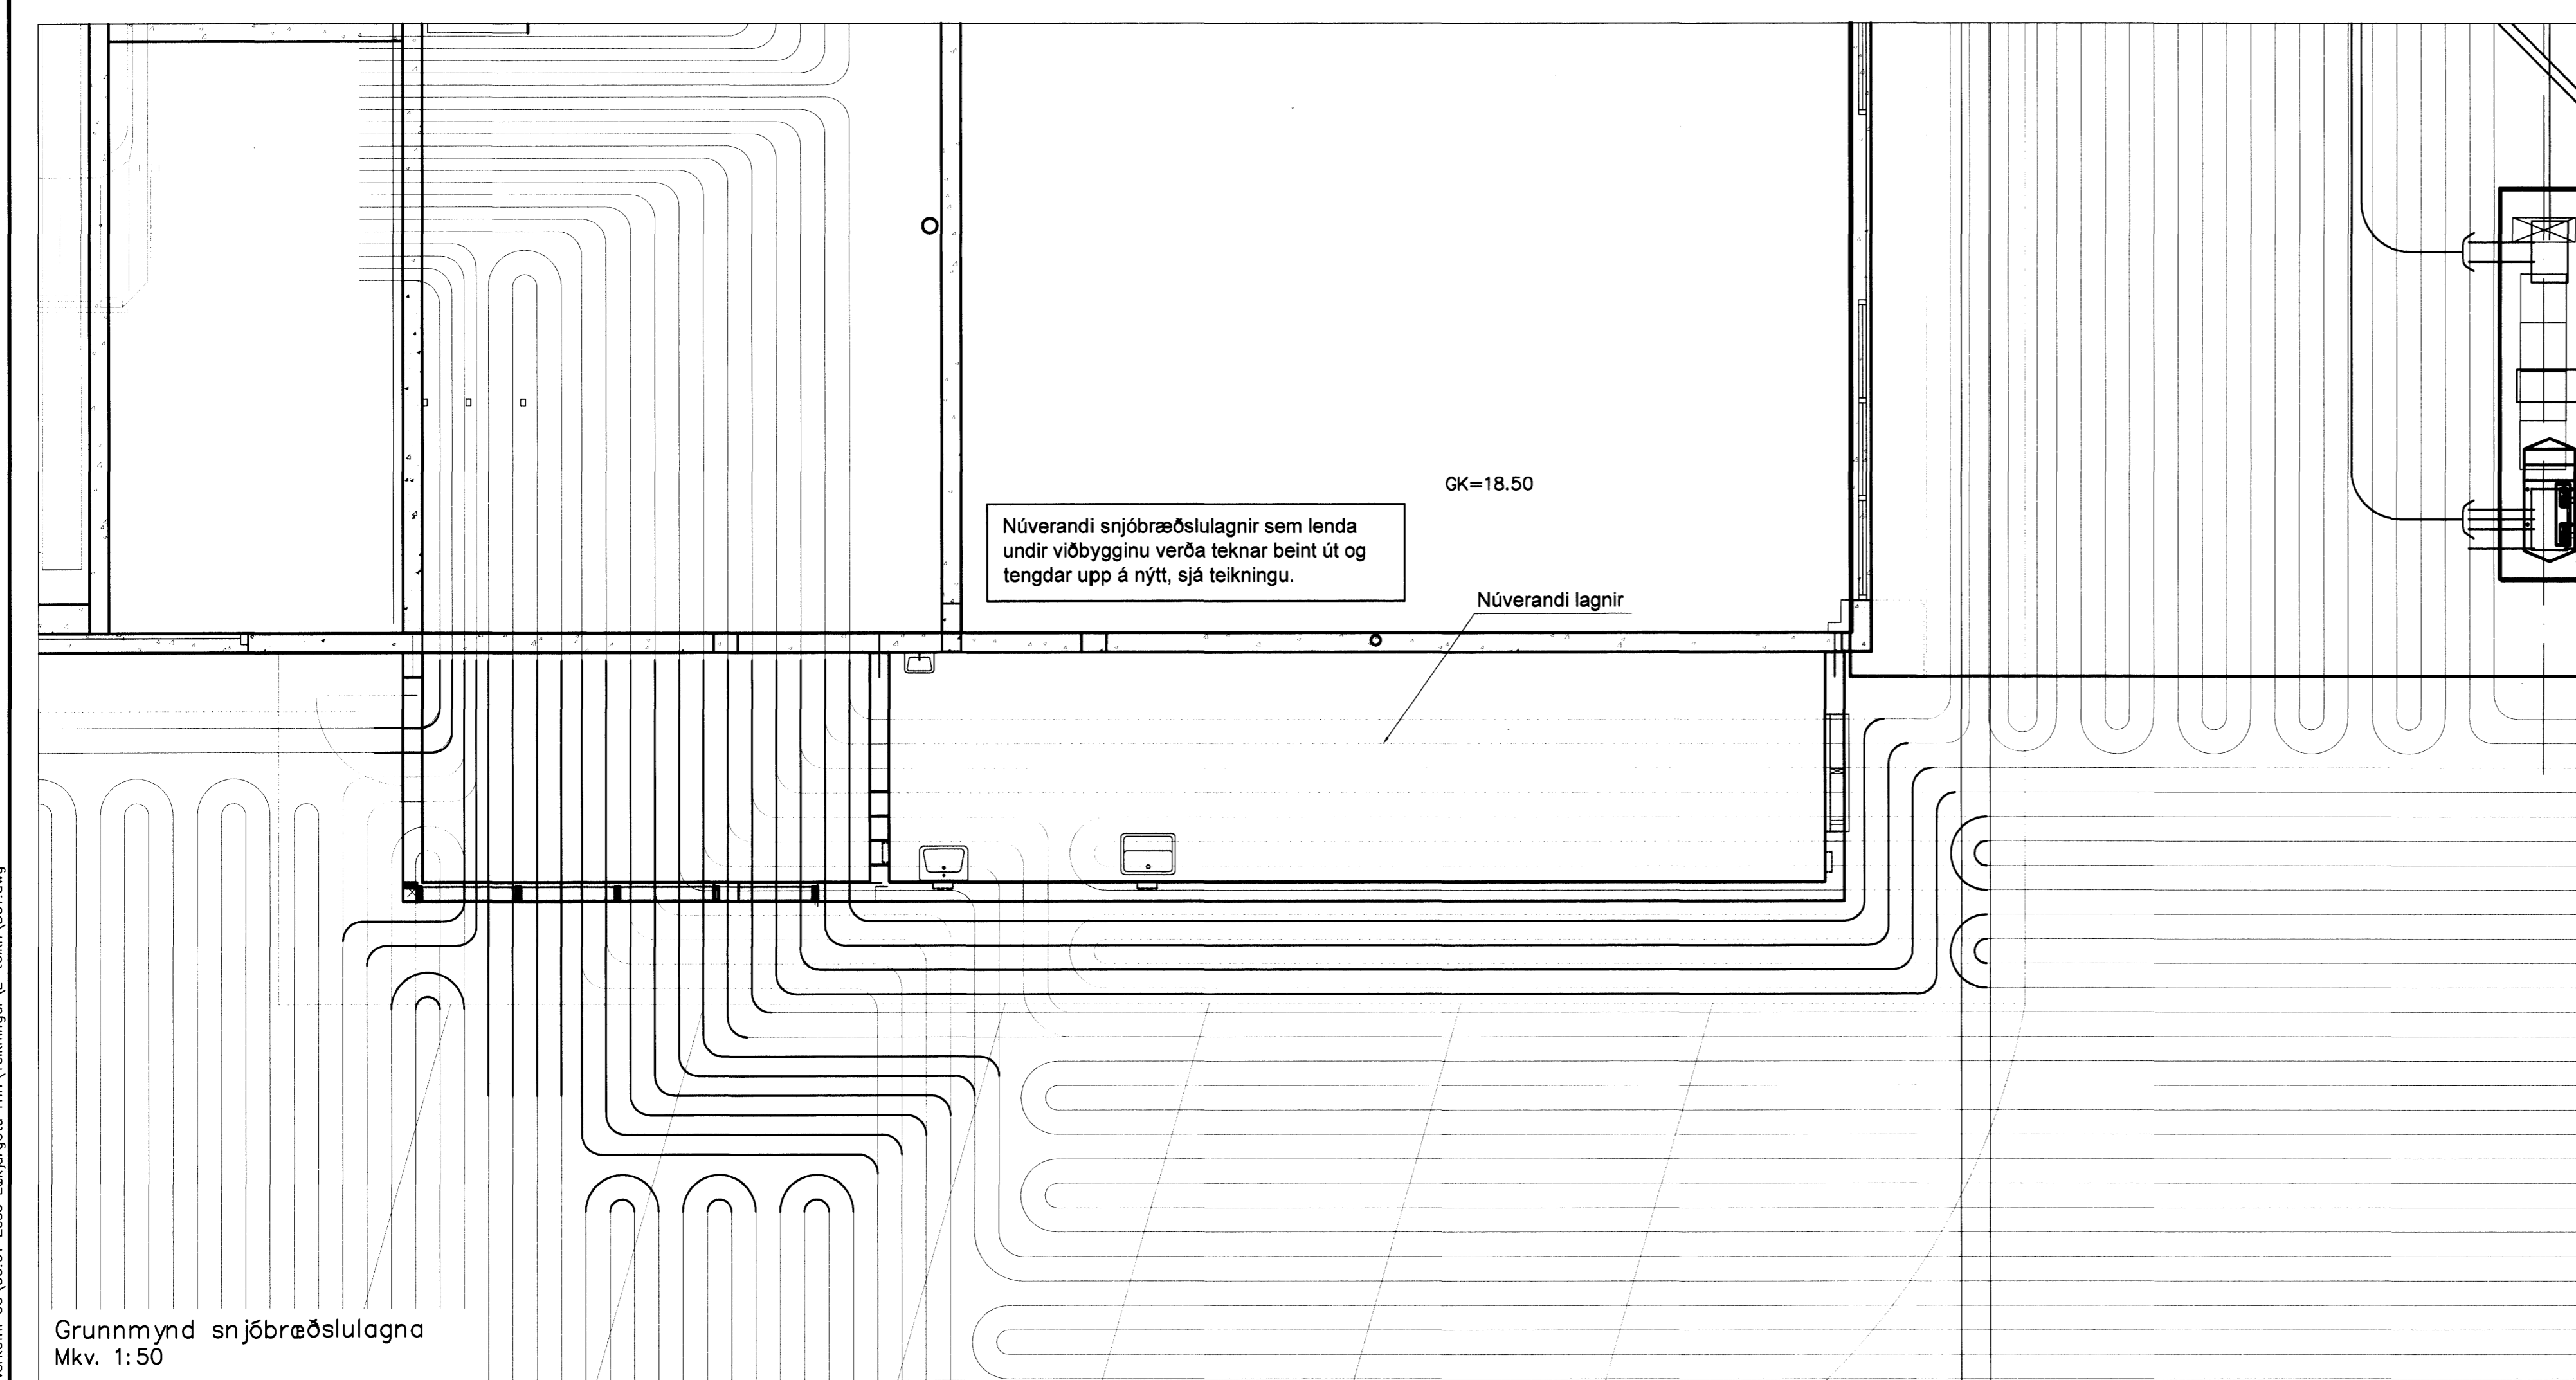 GK=18.50
Núverandi snjóbræðslulagnir sem lenda
undir viðbygginu verða teknar beint út og
tengdar upp á nýtt, sjá teikningu.
Núverandi lagnir
Grunnmynd snjóbræðslulagna
Mkv. 1:50